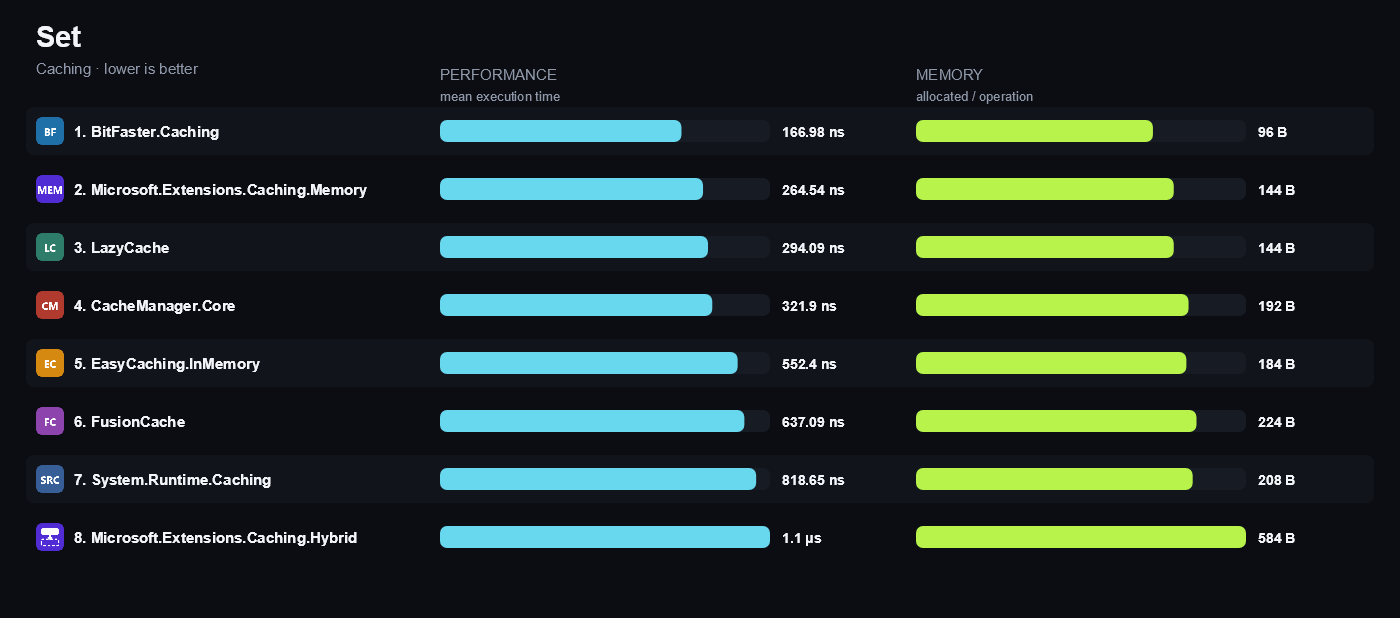 Set
Caching · lower is better
PERFORMANCE
mean execution time
MEMORY
allocated / operation
BF 1. BitFaster.Caching 166.98 ns 96 B
MEM 2. Microsoft.Extensions.Caching.Memory 264.54 ns 144 B
LC 3. LazyCache 294.09 ns 144 B
CM 4. CacheManager.Core 321.9 ns 192 B
EC 5. EasyCaching.InMemory 552.4 ns 184 B
FC 6. FusionCache 637.09 ns 224 B
SRC 7. System.Runtime.Caching 818.65 ns 208 B
8. Microsoft.Extensions.Caching.Hybrid 1.1 µs 584 B